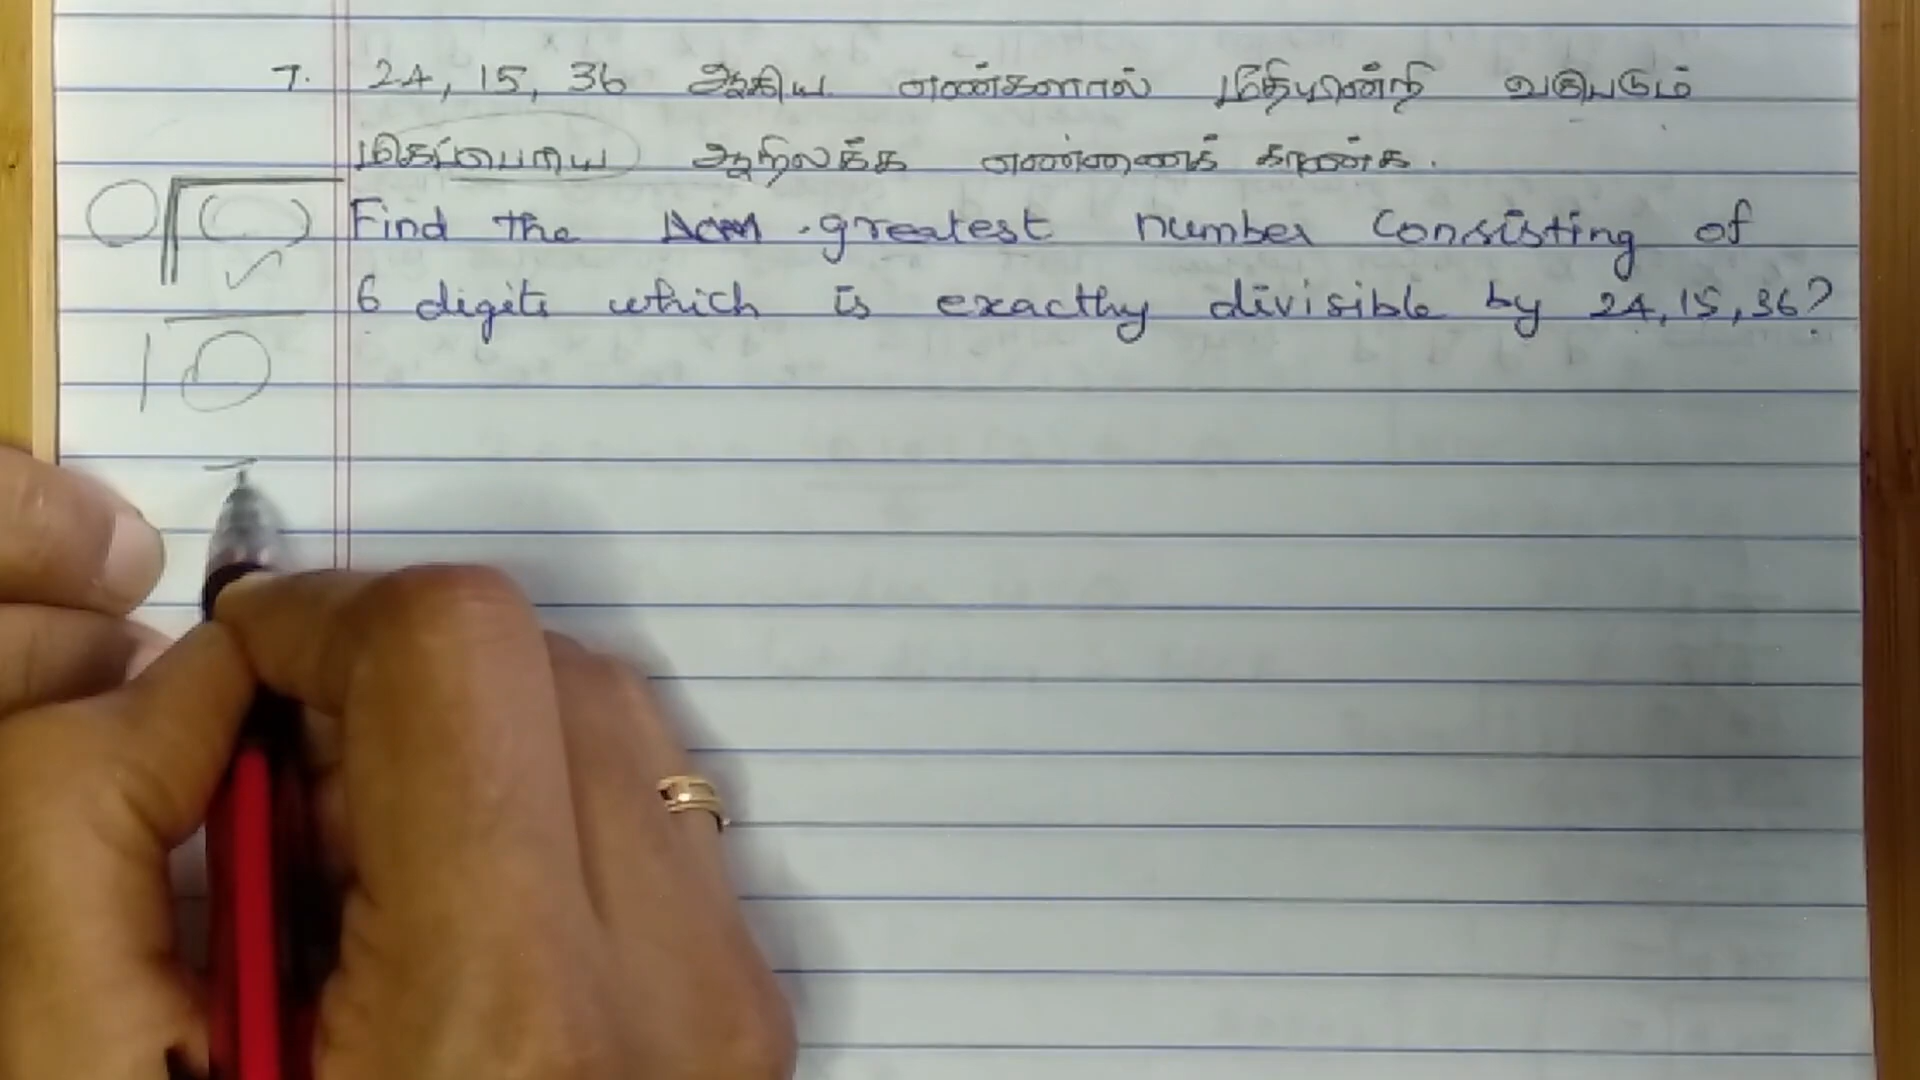 7. 24, 15, 36 ஆகிய எண்களால் மீதியின்றி வகுபடும்
மிகப்பெரிய ஆறிலக்க எண்ணைக் காண்க.
Find the greatest number consisting of
6 digits which is exactly divisible by 24, 15, 36?
10